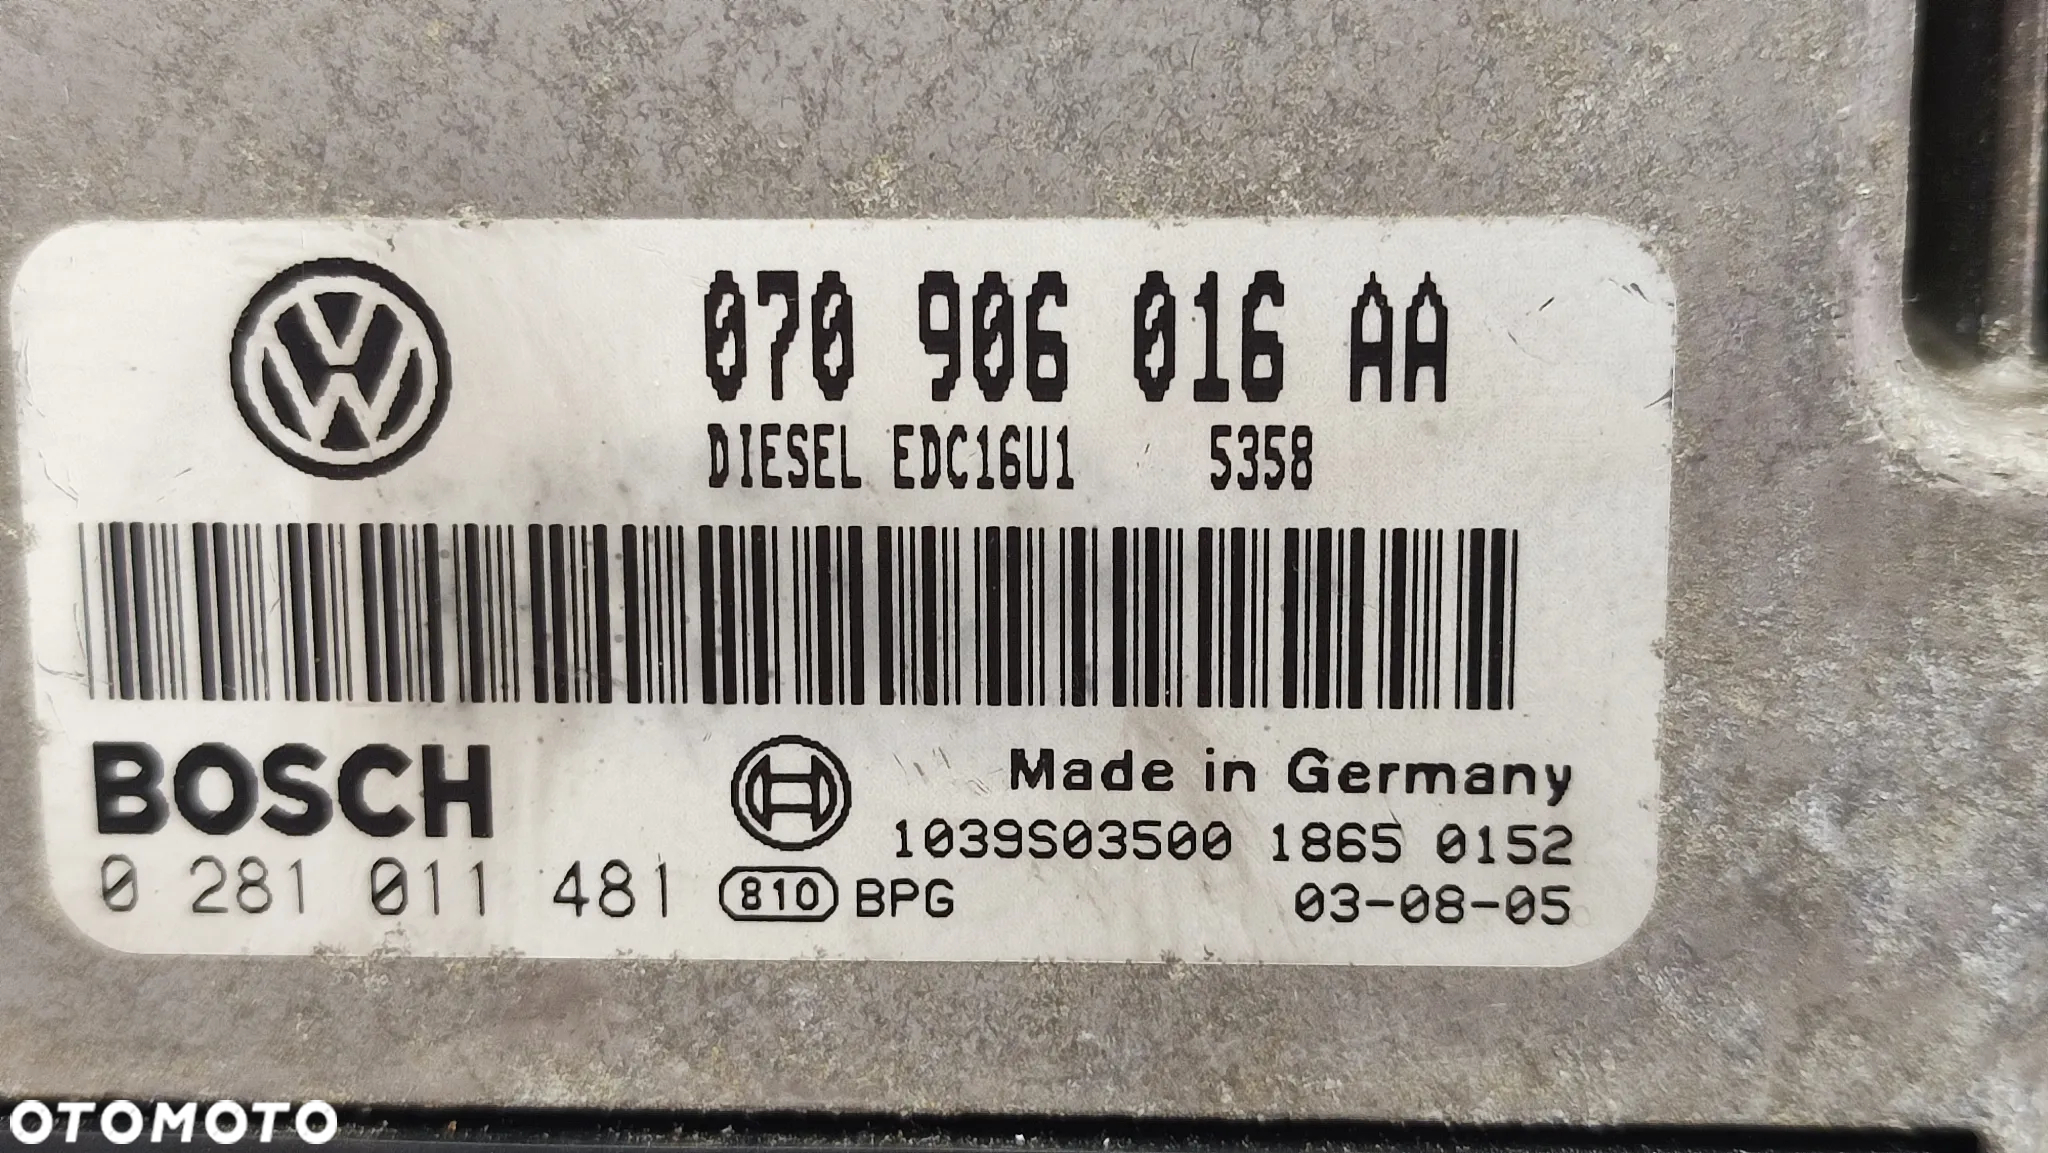 070 906 016 AA
DIESEL EDC16U1 5358
BOSCH
Made in Germany
1039S03500 1865 0152
0 281 011 481 810 BPG 03-08-05
OTOMOTO